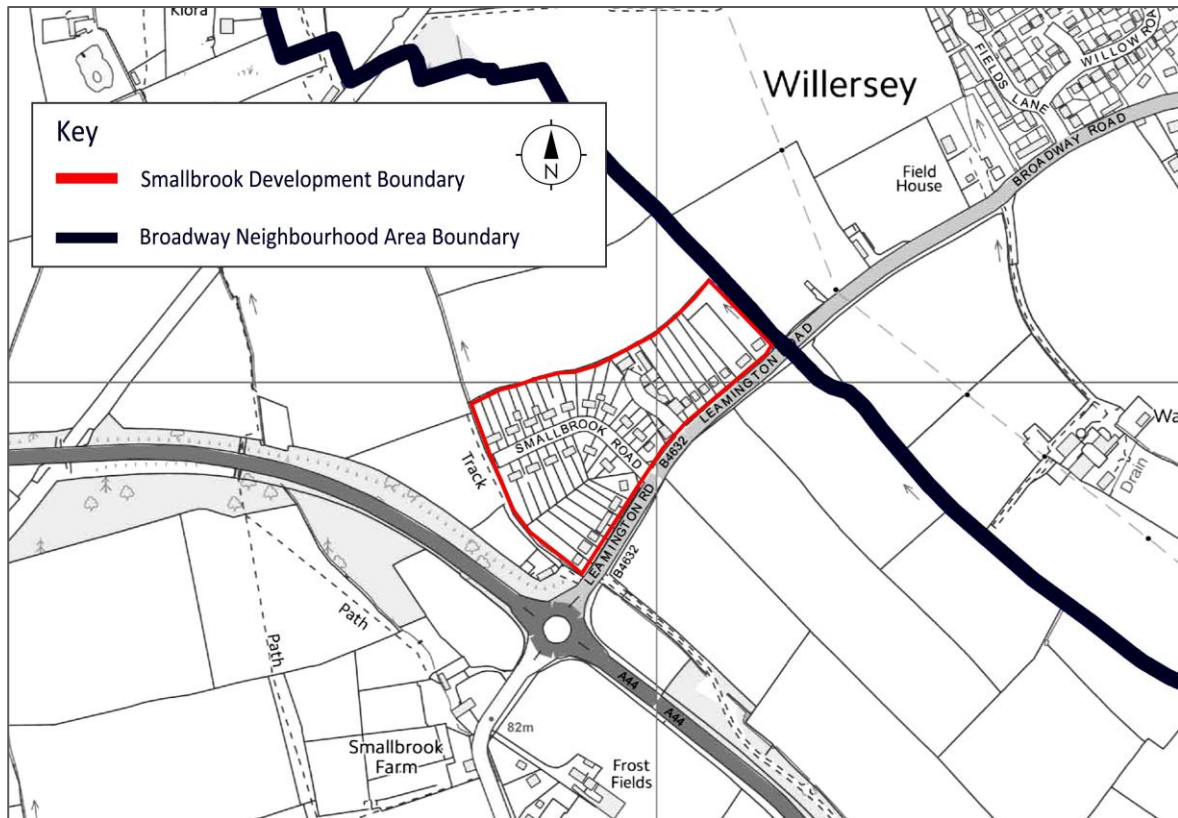 Kiora
Willersey
FIELDS LANE
WILLOW ROA
BROADWAY ROAD
Key
N
Smallbrook Development Boundary
Broadway Neighbourhood Area Boundary
Field
House
LEAMINGTON ROAD
SMALLBROOK ROAD
B4632
Track
LEAMINGTON RD
B4632
Wa
Drain
Path
Path
A44
A44
82m
Smallbrook
Farm
Frost
Fields